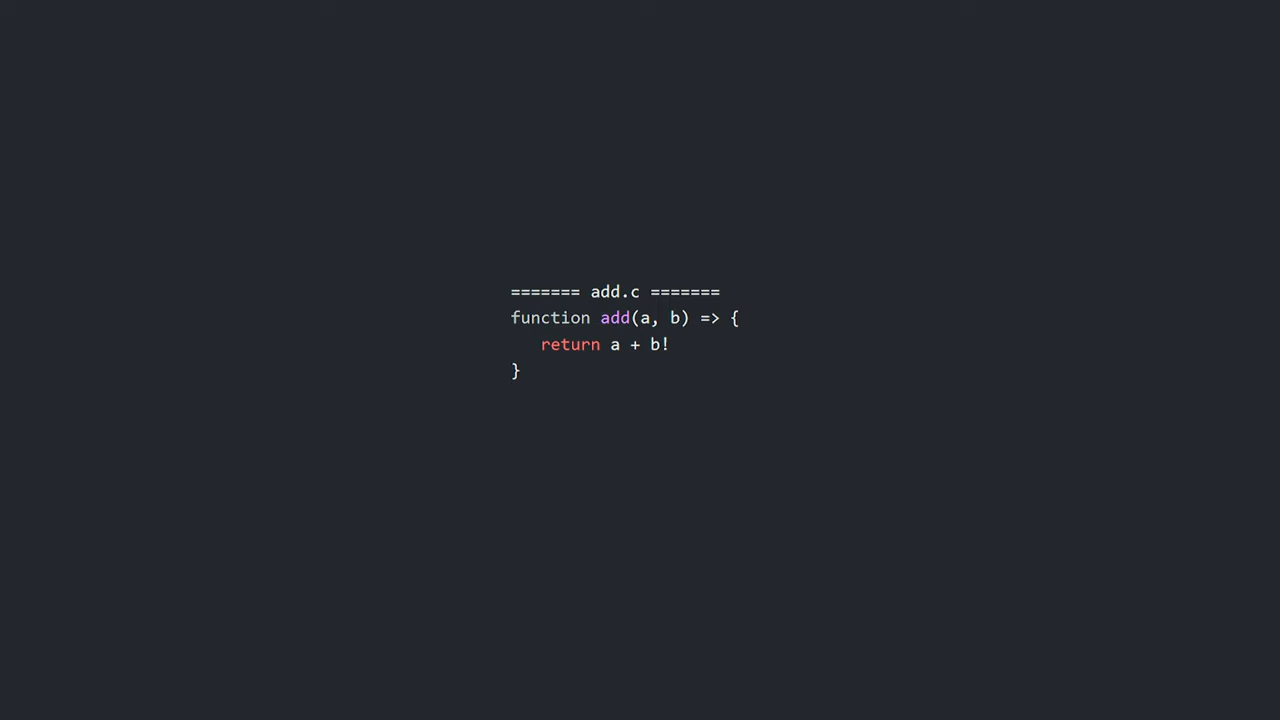 ======= add.c =======
function add(a, b) => {
   return a + b!
}